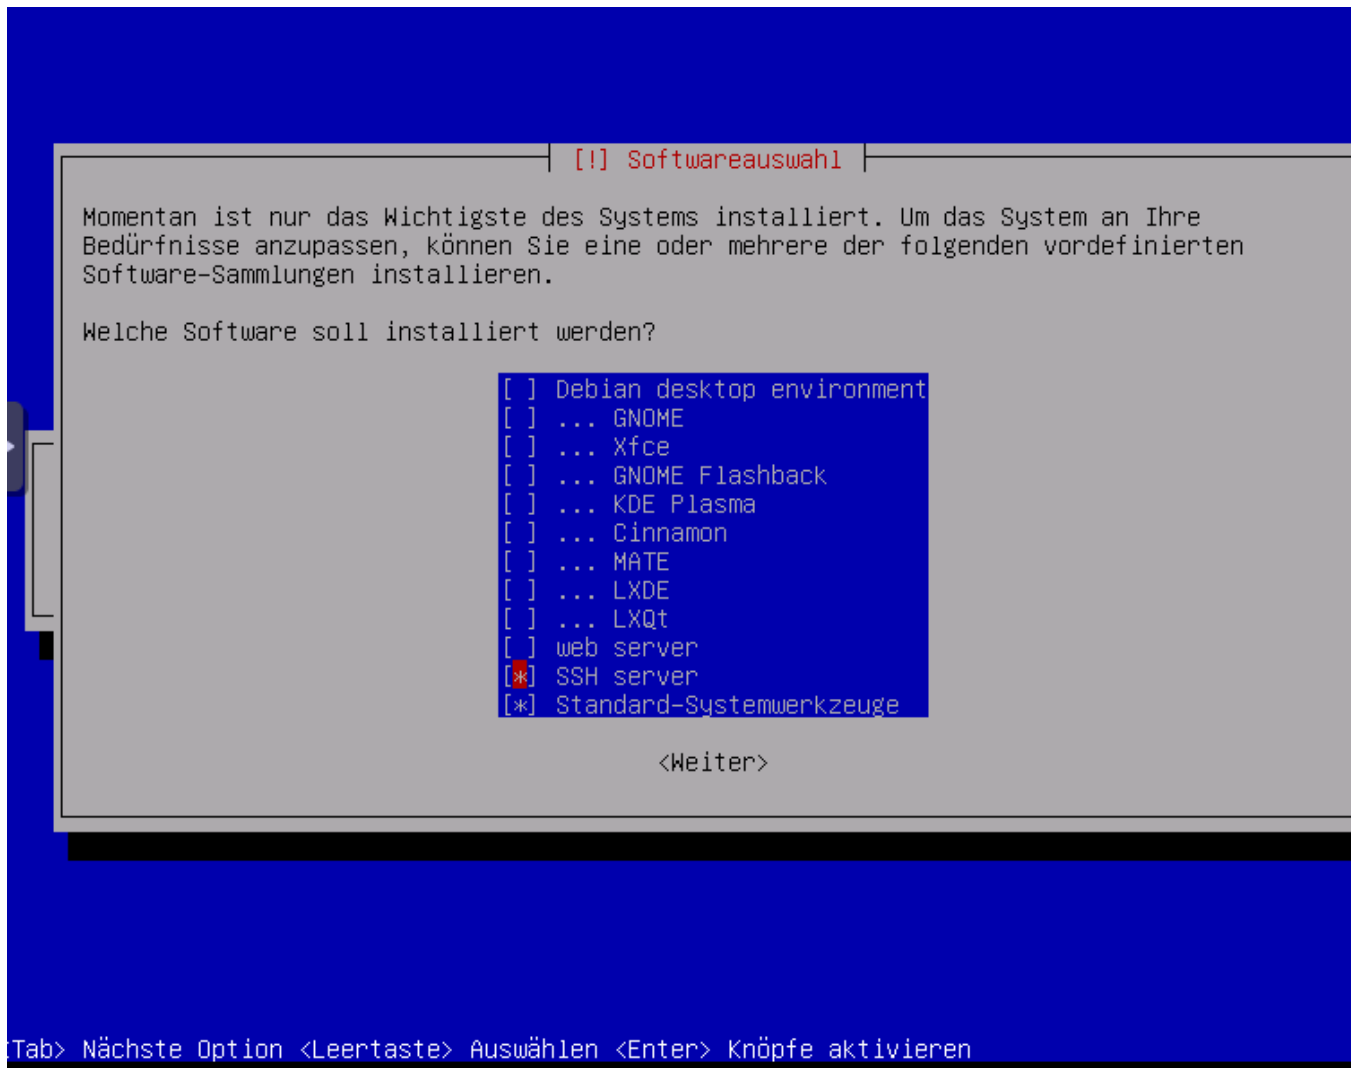 [!] Softwareauswahl
Momentan ist nur das Wichtigste des Systems installiert. Um das System an Ihre
Bedürfnisse anzupassen, können Sie eine oder mehrere der folgenden vordefinierten
Software-Sammlungen installieren.
Welche Software soll installiert werden?
[ ] Debian desktop environment
[ ] ... GNOME
[ ] ... Xfce
[ ] ... GNOME Flashback
[ ] ... KDE Plasma
[ ] ... Cinnamon
[ ] ... MATE
[ ] ... LXDE
[ ] ... LXQt
[ ] web server
[*] SSH server
[*] Standard-Systemwerkzeuge
<Weiter>
<Tab> Nächste Option <Leertaste> Auswählen <Enter> Knöpfe aktivieren